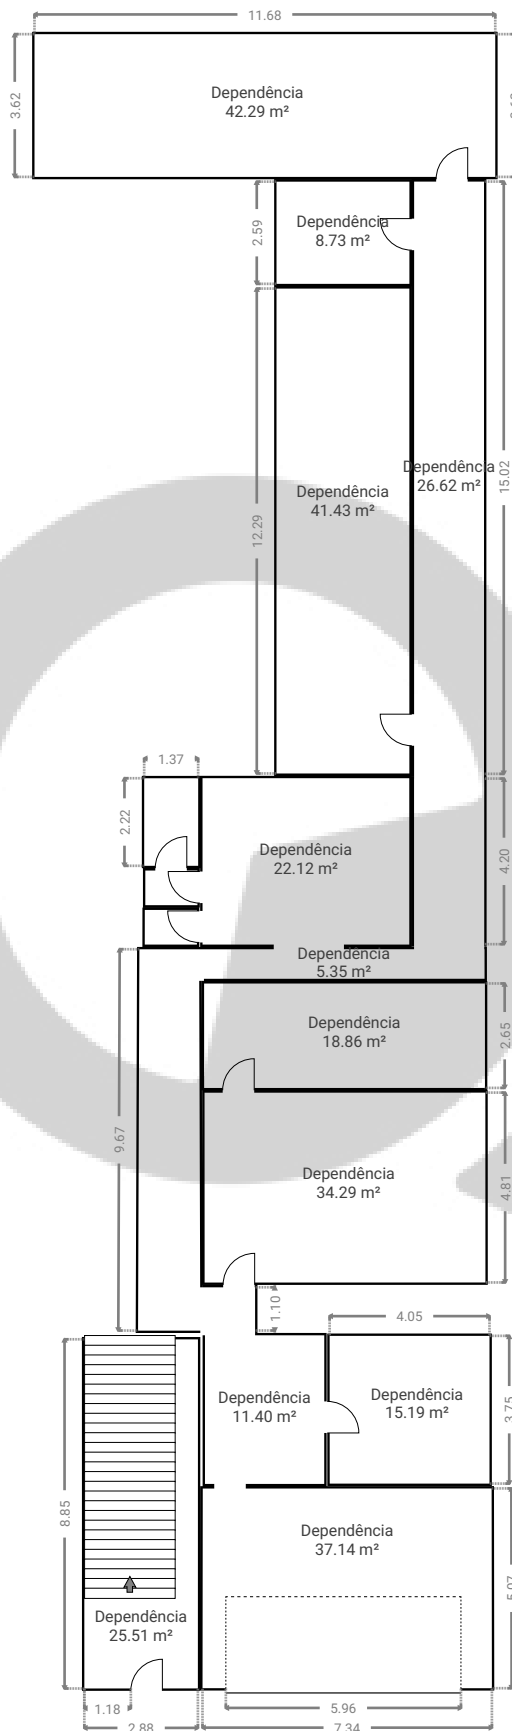 11.68
3.62
Dependência
42.29 m²
2.59
Dependência
8.73 m²
Dependência
26.62 m²
15.02
Dependência
41.43 m²
12.29
1.37
2.22
Dependência
22.12 m²
4.20
Dependência
5.35 m²
Dependência
18.86 m²
2.65
9.67
Dependência
34.29 m²
4.81
1.10
4.05
Dependência
11.40 m²
Dependência
15.19 m²
3.75
8.85
Dependência
37.14 m²
Dependência
25.51 m²
1.18
5.96
2.88
7.34